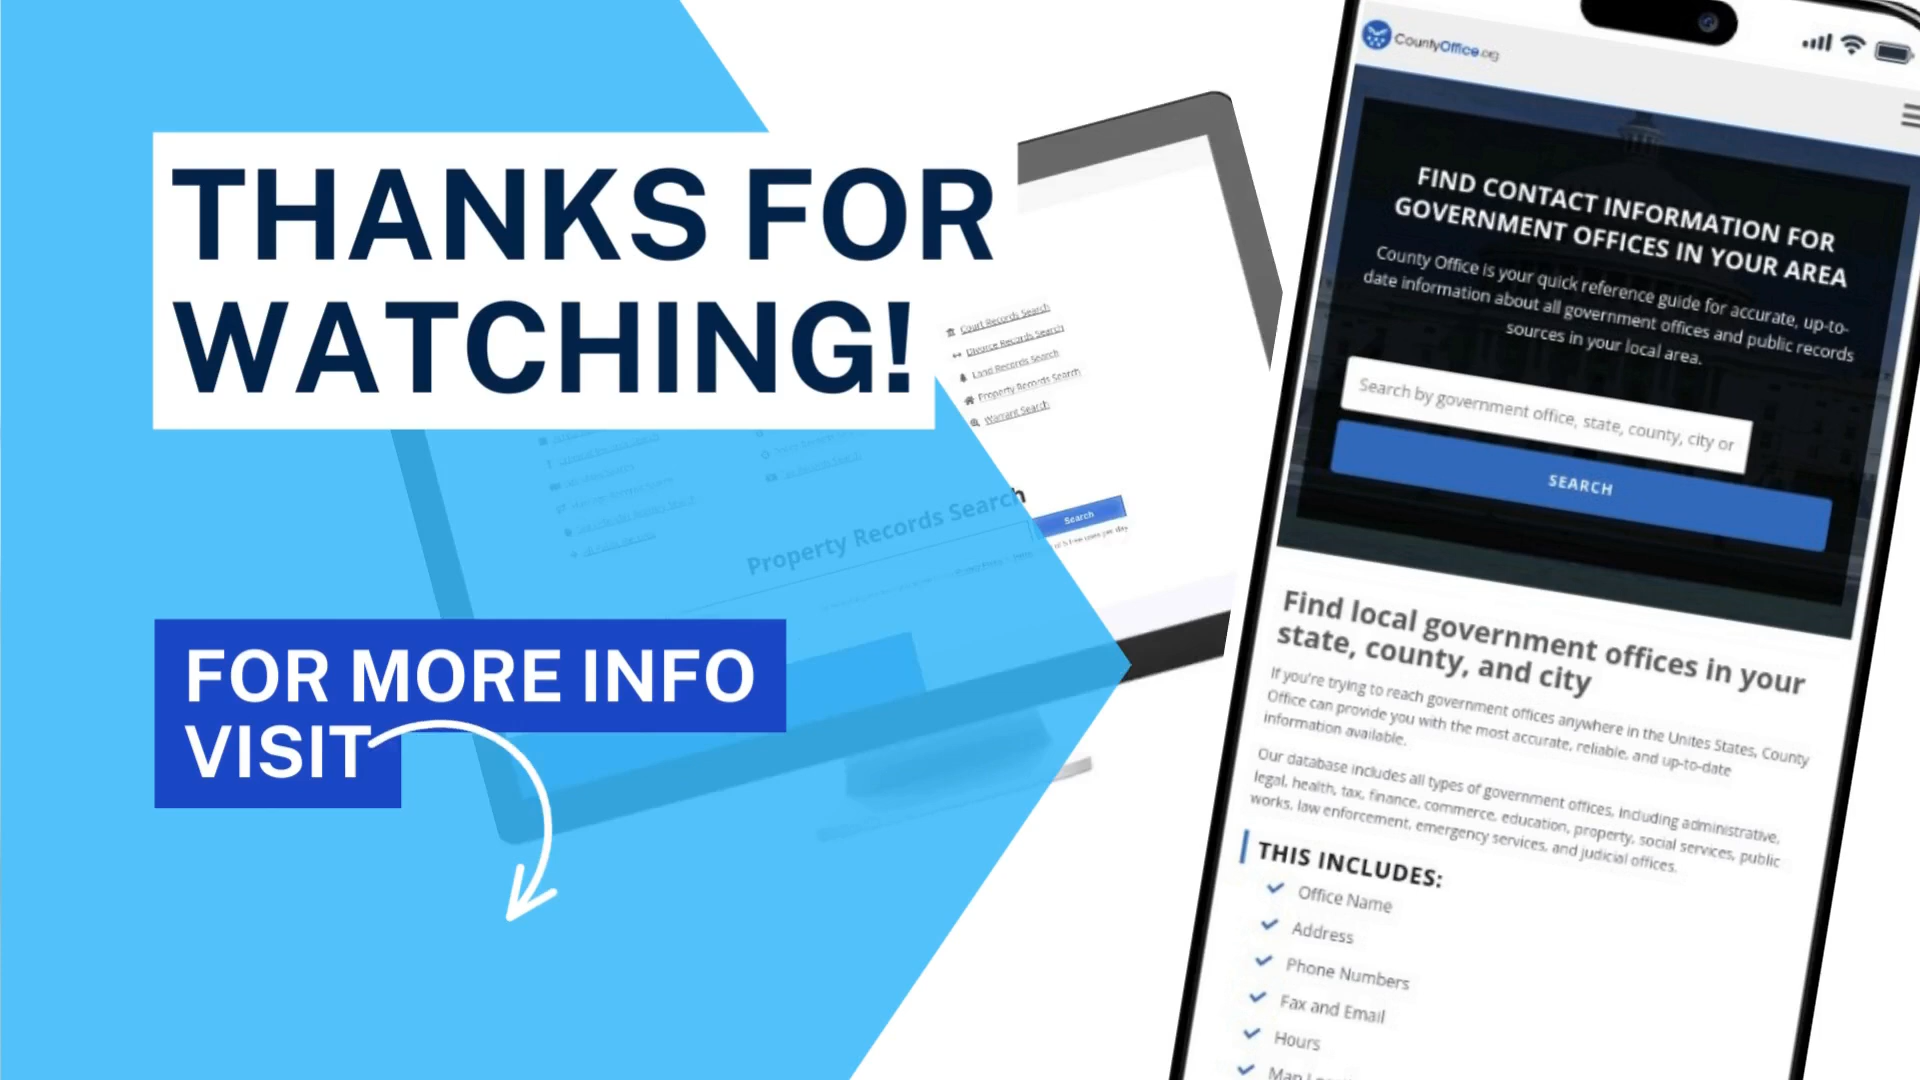 THANKS FOR
WATCHING!
FOR MORE INFO
VISIT
Court Records Search
Divorce Records Search
Land Records Search
Property Records Search
Warrant Search
Property Records Search
Search
CountyOffice.org
FIND CONTACT INFORMATION FOR
GOVERNMENT OFFICES IN YOUR AREA
County Office is your quick reference guide for accurate, up-to-
date information about all government offices and public records
sources in your local area.
Search by government office, state, county, city or
SEARCH
Find local government offices in your
state, county, and city
If you're trying to reach government offices anywhere in the Unites States, County
Office can provide you with the most accurate, reliable, and up-to-date
information available.
Our database includes all types of government offices, including administrative,
legal, health, tax, finance, commerce, education, property, social services, public
works, law enforcement, emergency services, and judicial offices.
THIS INCLUDES:
Office Name
Address
Phone Numbers
Fax and Email
Hours